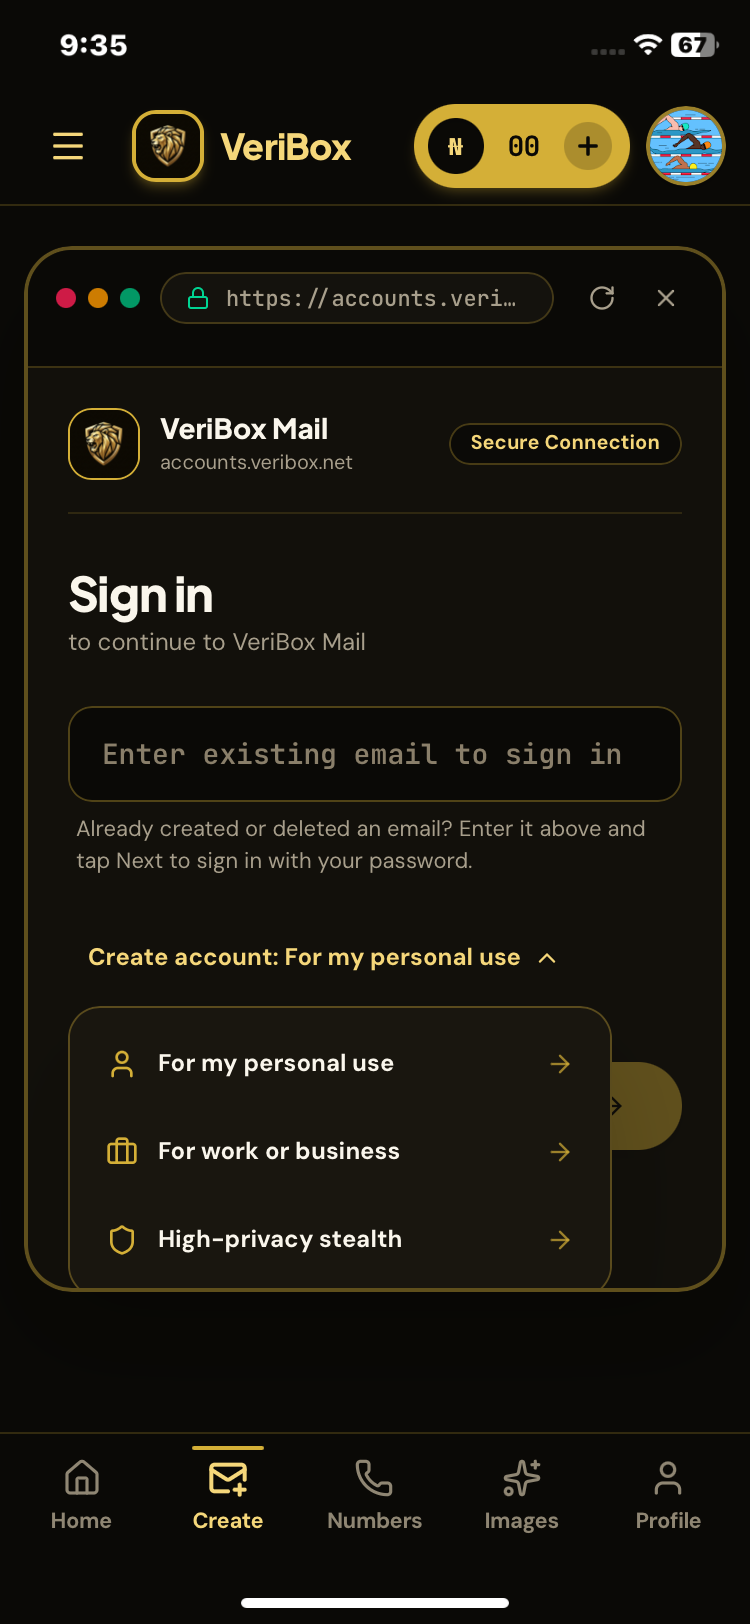 9:35
67
VeriBox
₦ 00 +
https://accounts.veri…
VeriBox Mail
accounts.veribox.net
Secure Connection
Sign in
to continue to VeriBox Mail
Enter existing email to sign in
Already created or deleted an email? Enter it above and
tap Next to sign in with your password.
Create account: For my personal use
For my personal use
For work or business
High-privacy stealth
Home
Create
Numbers
Images
Profile